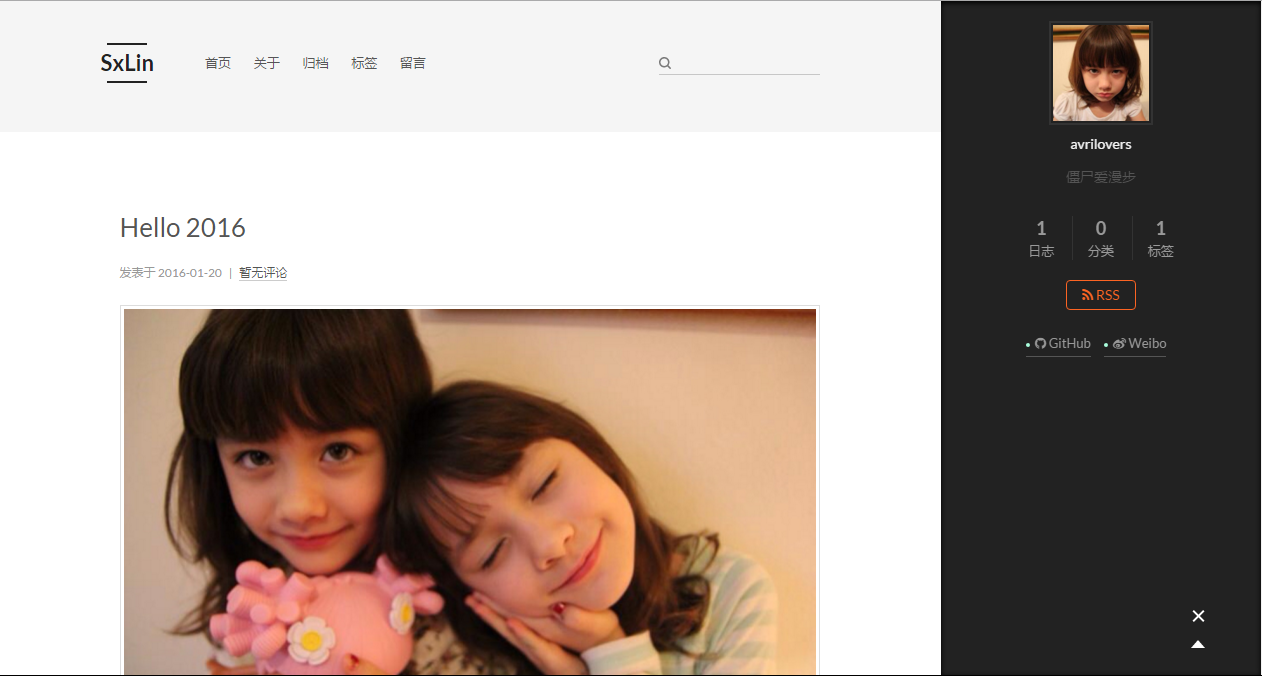 SxLin 首页 关于 归档 标签 留言
Hello 2016
发表于 2016-01-20 | 暂无评论
avrilovers
僵尸爱漫步
1 0 1
日志 分类 标签
RSS
GitHub Weibo